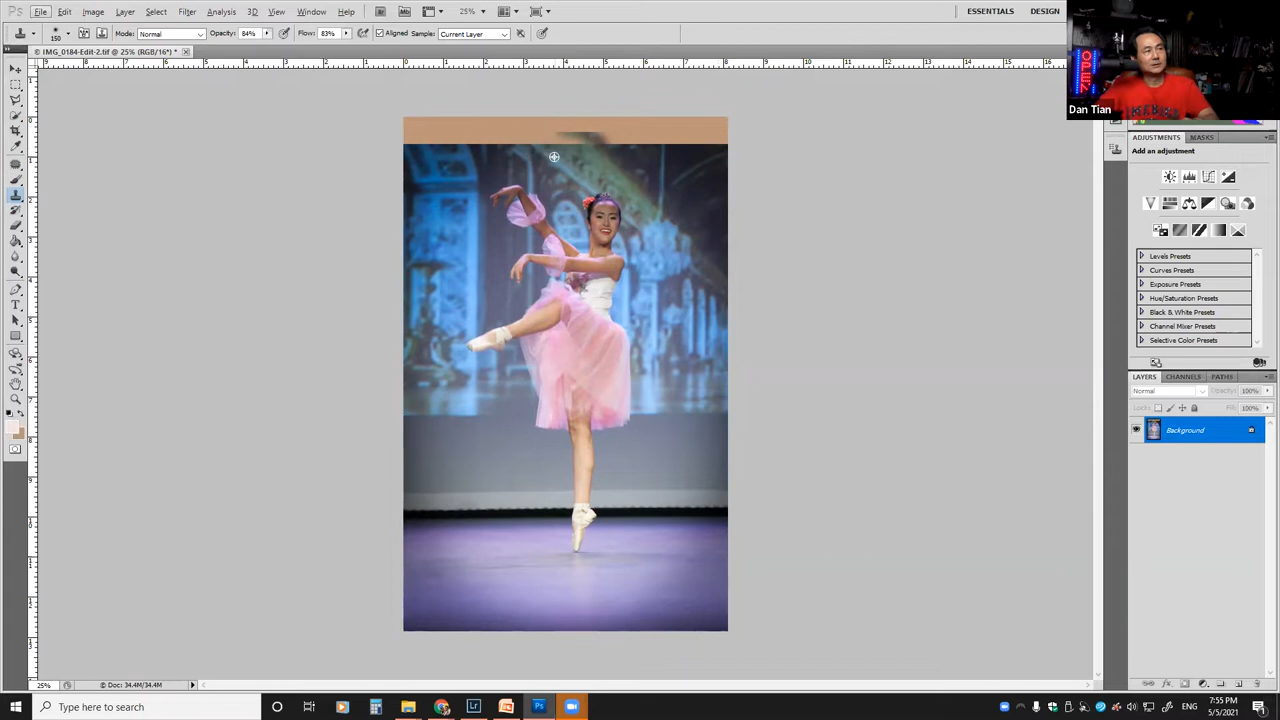 Ps File Edit Image Layer Select Filter Analysis 3D View Window Help 25% ESSENTIALS DESIGN
150 Mode: Normal Opacity: 84% Flow: 83% Aligned Sample: Current Layer
IMG_0184-Edit-2.tif @ 25% (RGB/16*) *
OPEN
Dan Tian
ADJUSTMENTS MASKS
Add an adjustment
Levels Presets
Curves Presets
Exposure Presets
Hue/Saturation Presets
Black & White Presets
Channel Mixer Presets
Selective Color Presets
LAYERS CHANNELS PATHS
Normal Opacity: 100%
Lock: Fill: 100%
Background
25% Doc: 34.4M/34.4M
Type here to search
7:55 PM
5/5/2021